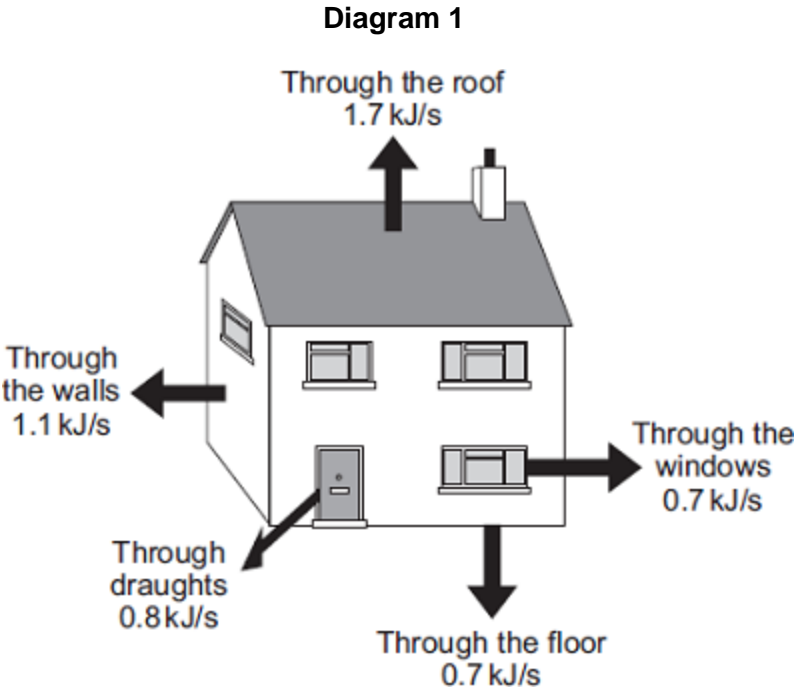 Diagram 1
Through the roof
1.7 kJ/s
Through
the walls
1.1 kJ/s
Through the
windows
0.7 kJ/s
Through
draughts
0.8 kJ/s
Through the floor
0.7 kJ/s